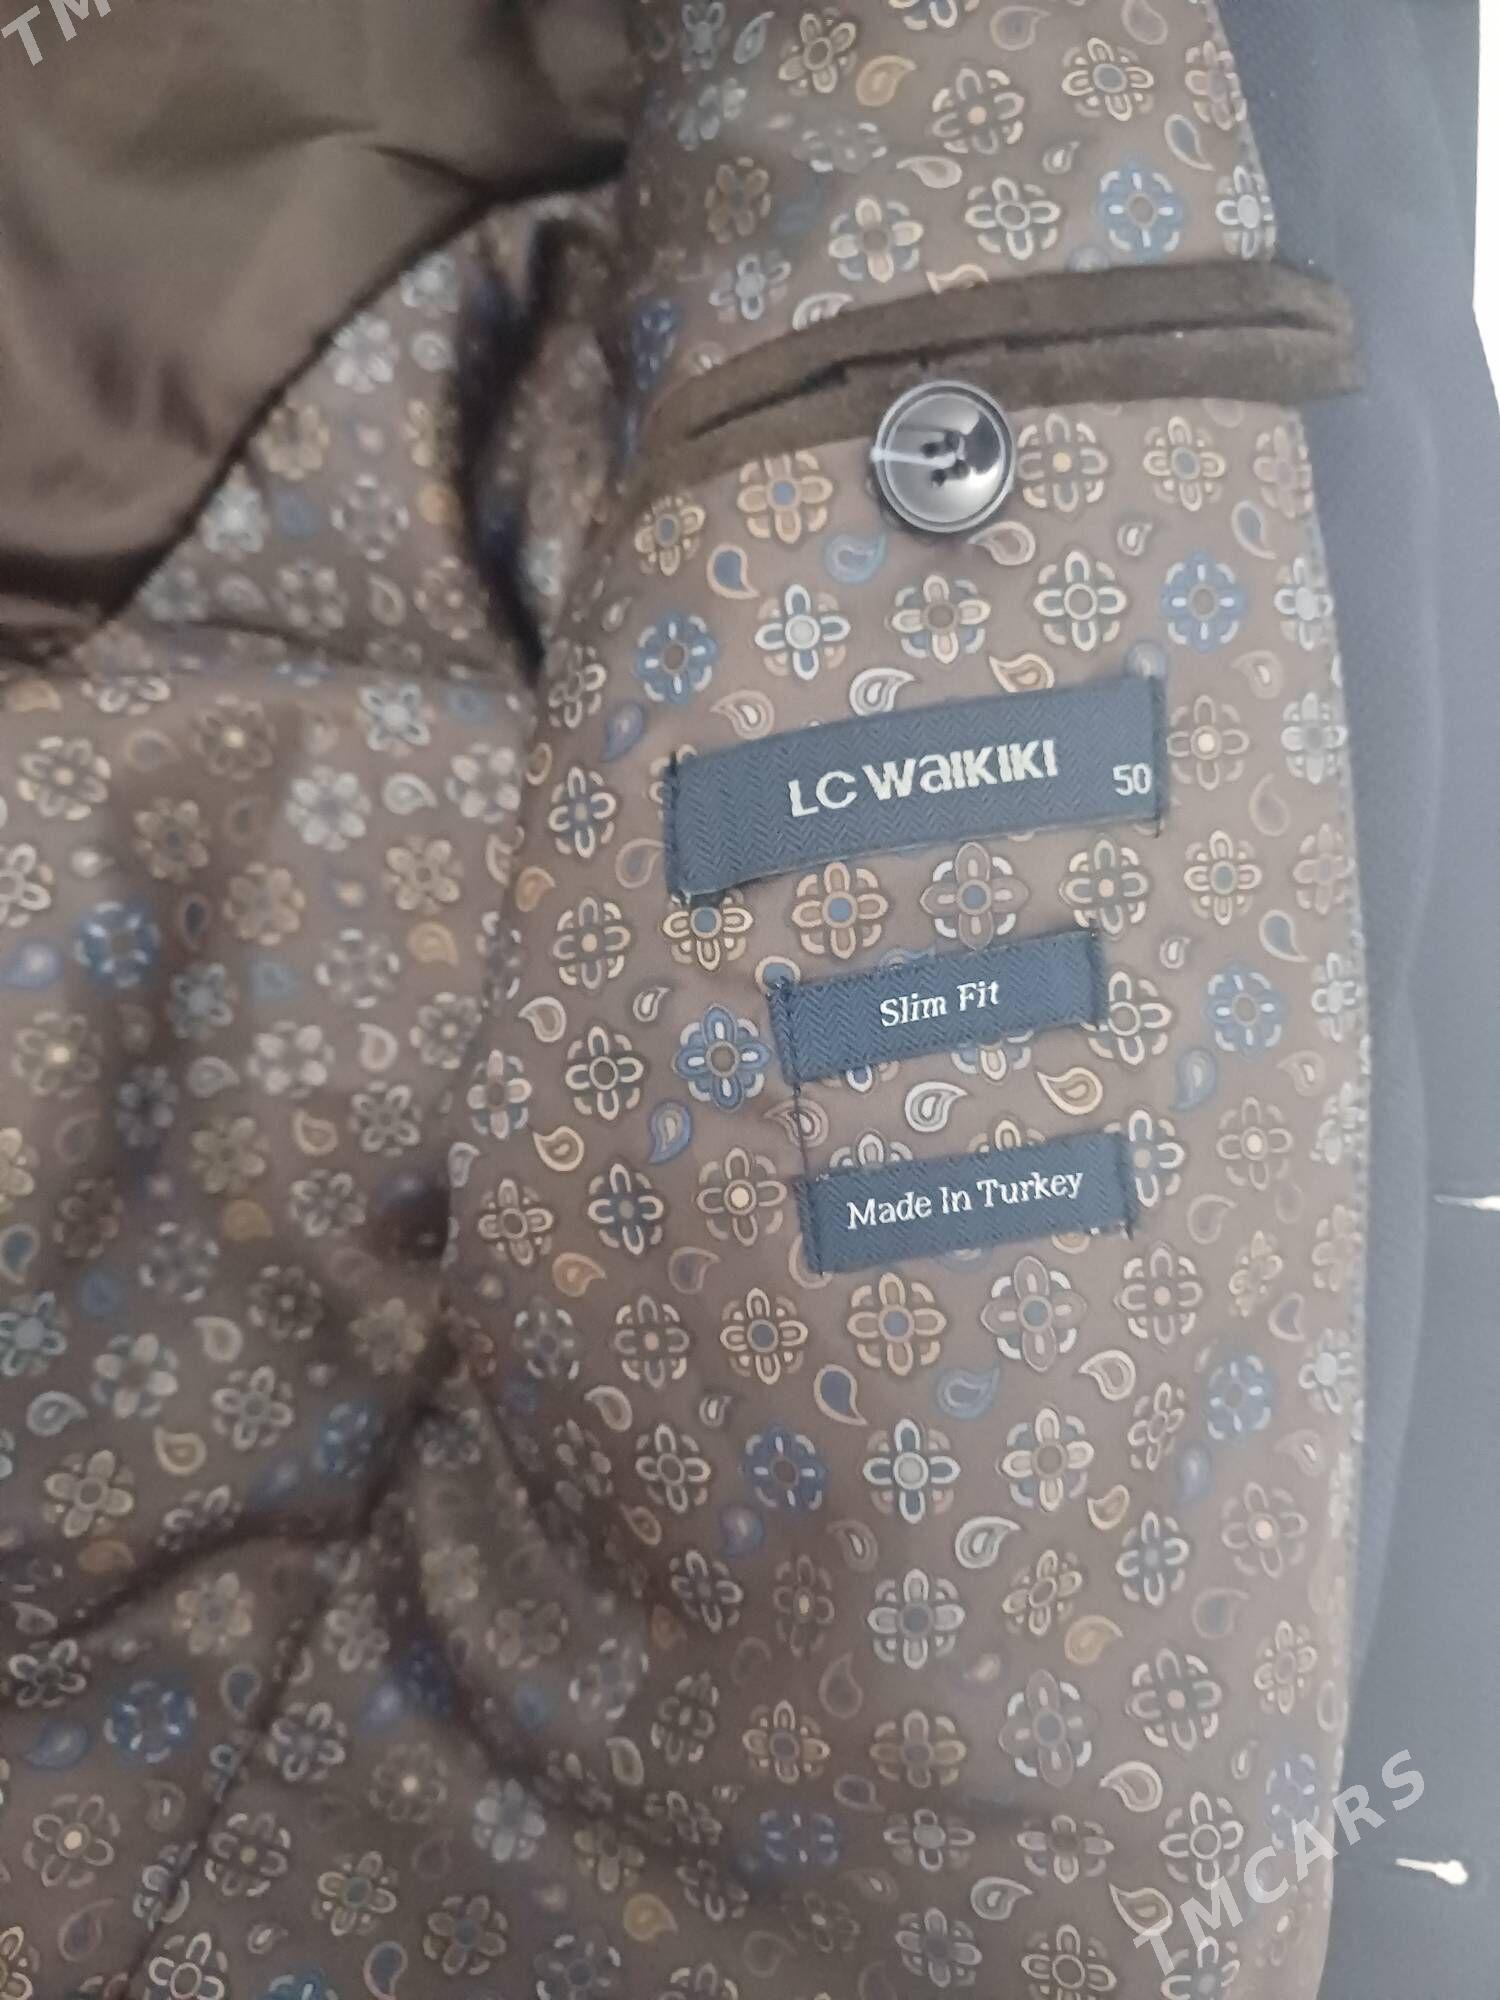 TM
LC WAIKIKI 50
Slim Fit
Made In Turkey
TMCARS